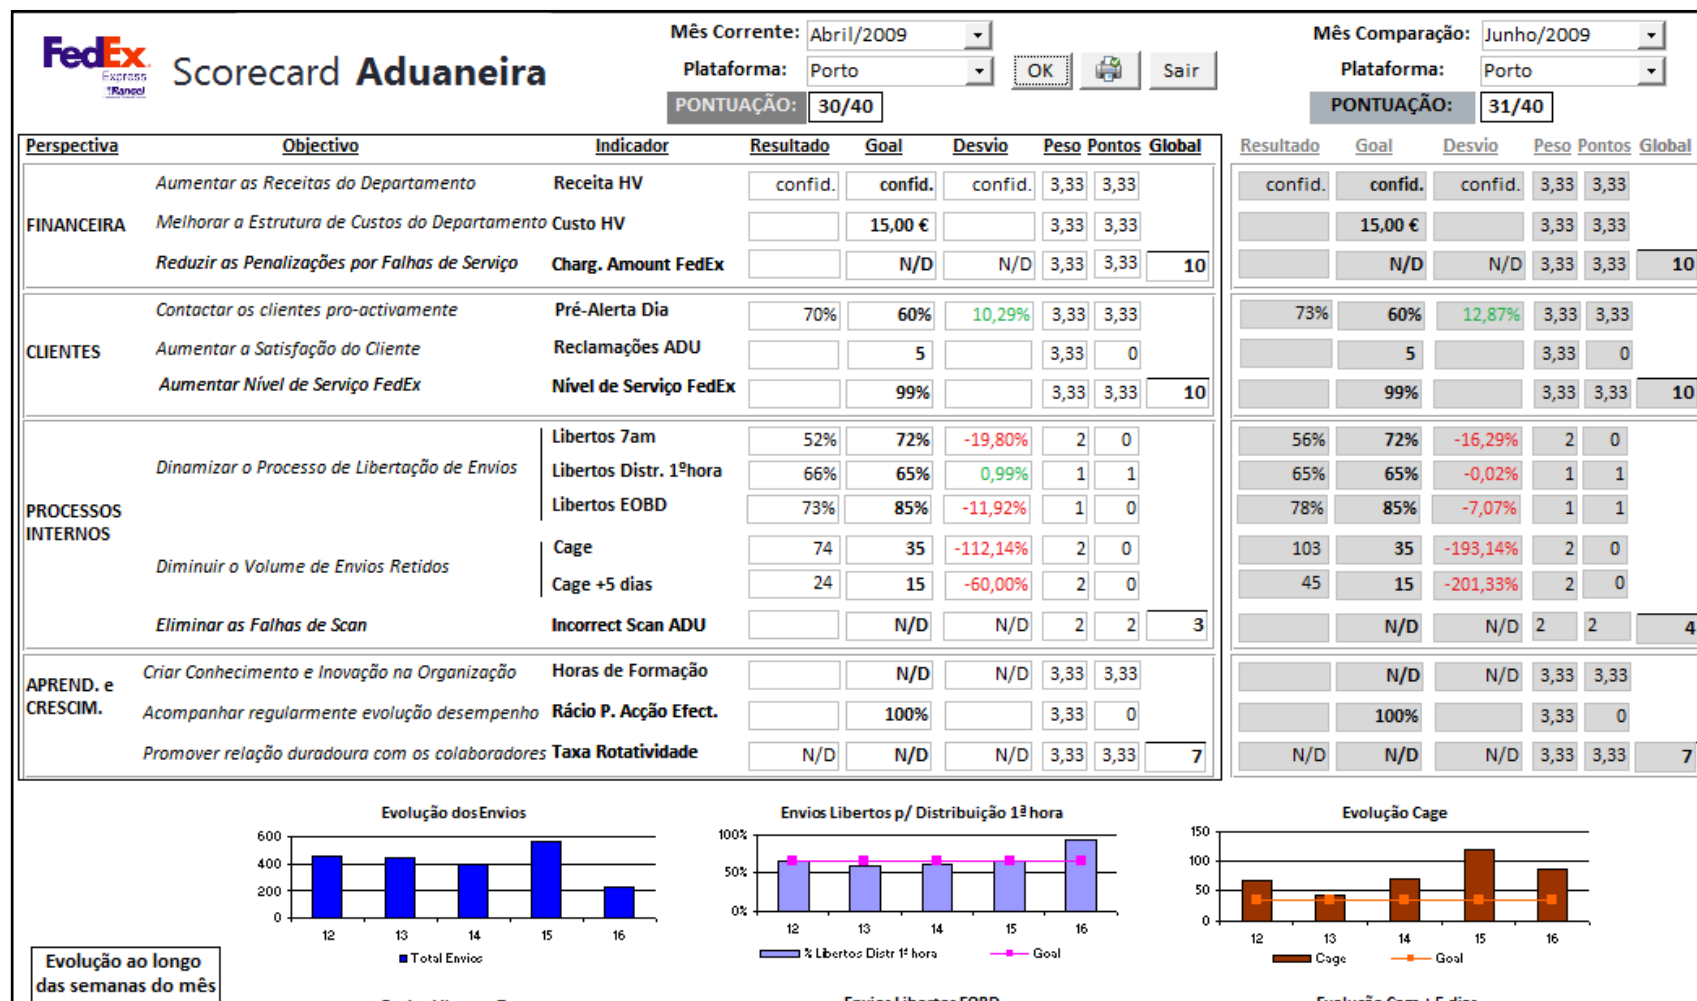 Mês Corrente: Abril/2009 Mês Comparação: Junho/2009
FedEx Express Rangel
Scorecard Aduaneira
Plataforma: Porto OK Sair Plataforma: Porto
PONTUAÇÃO: 30/40 PONTUAÇÃO: 31/40
Perspectiva Objectivo Indicador Resultado Goal Desvio Peso Pontos Global Resultado Goal Desvio Peso Pontos Global
Aumentar as Receitas do Departamento Receita HV confid. confid. confid. 3,33 3,33 confid. confid. confid. 3,33 3,33
FINANCEIRA Melhorar a Estrutura de Custos do Departamento Custo HV 15,00 € 3,33 3,33 15,00 € 3,33 3,33
Reduzir as Penalizações por Falhas de Serviço Charg. Amount FedEx N/D N/D 3,33 3,33 10 N/D N/D 3,33 3,33 10
Contactar os clientes pro-activamente Pré-Alerta Dia 70% 60% 10,29% 3,33 3,33 73% 60% 12,87% 3,33 3,33
CLIENTES Aumentar a Satisfação do Cliente Reclamações ADU 5 3,33 0 5 3,33 0
Aumentar Nível de Serviço FedEx Nível de Serviço FedEx 99% 3,33 3,33 10 99% 3,33 3,33 10
Libertos 7am 52% 72% -19,80% 2 0 56% 72% -16,29% 2 0
Dinamizar o Processo de Libertação de Envios Libertos Distr. 1ºhora 66% 65% 0,99% 1 1 65% 65% -0,02% 1 1
PROCESSOS INTERNOS Libertos EOBD 73% 85% -11,92% 1 0 78% 85% -7,07% 1 1
Cage 74 35 -112,14% 2 0 103 35 -193,14% 2 0
Diminuir o Volume de Envios Retidos
Cage +5 dias 24 15 -60,00% 2 0 45 15 -201,33% 2 0
Eliminar as Falhas de Scan Incorrect Scan ADU N/D N/D 2 2 3 N/D N/D 2 2 4
Criar Conhecimento e Inovação na Organização Horas de Formação N/D N/D 3,33 3,33 N/D N/D 3,33 3,33
APREND. e CRESCIM. Acompanhar regularmente evolução desempenho Rácio P. Acção Efect. 100% 3,33 0 100% 3,33 0
Promover relação duradoura com os colaboradores Taxa Rotatividade N/D N/D N/D 3,33 3,33 7 N/D N/D N/D 3,33 3,33 7
Evolução dos Envios
600
400
200
0
12 13 14 15 16
Total Envios
Envios Libertos p/ Distribuição 1ª hora
100%
50%
0%
12 13 14 15 16
% Libertos Distr 1ª hora Goal
Evolução Cage
150
100
50
0
12 13 14 15 16
Cage Goal
Evolução ao longo
das semanas do mês